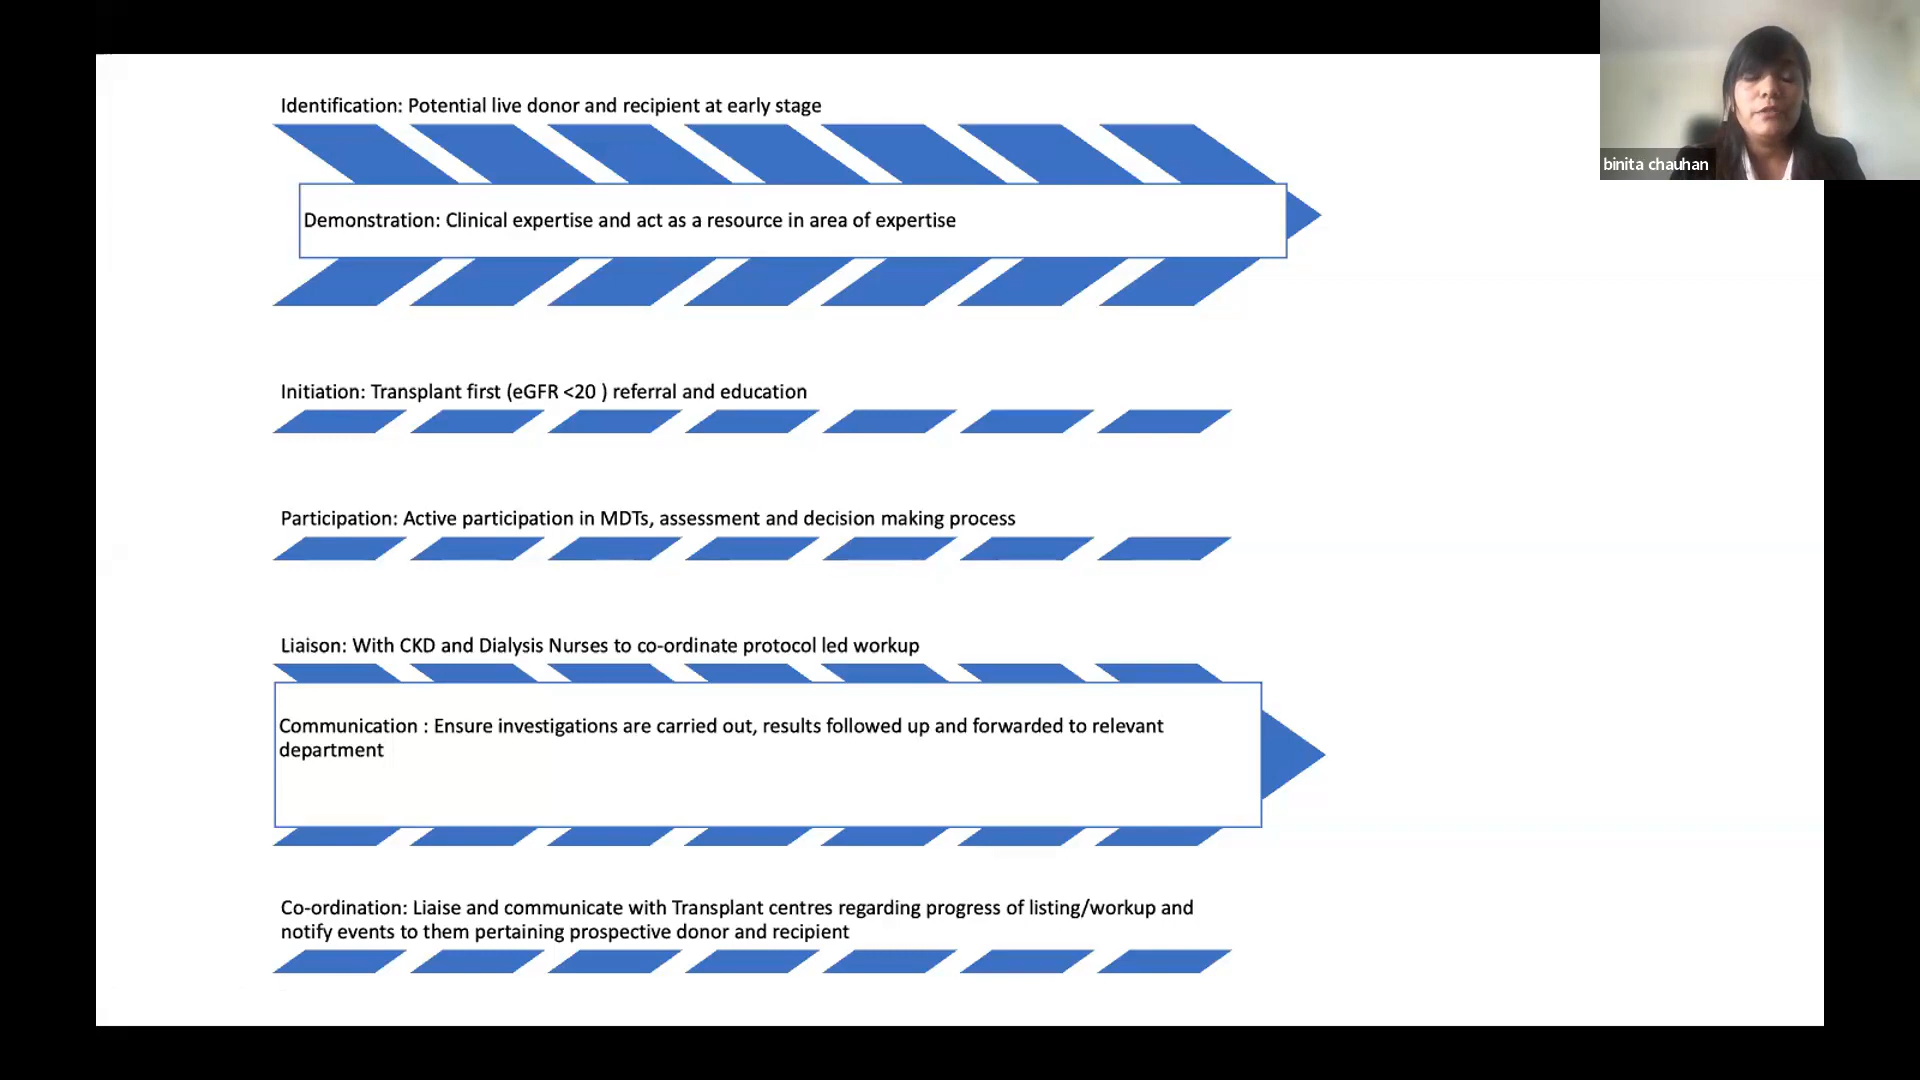 Identification: Potential live donor and recipient at early stage
binita chauhan
Demonstration: Clinical expertise and act as a resource in area of expertise
Initiation: Transplant first (eGFR <20 ) referral and education
Participation: Active participation in MDTs, assessment and decision making process
Liaison: With CKD and Dialysis Nurses to co-ordinate protocol led workup
Communication : Ensure investigations are carried out, results followed up and forwarded to relevant
department
Co-ordination: Liaise and communicate with Transplant centres regarding progress of listing/workup and
notify events to them pertaining prospective donor and recipient